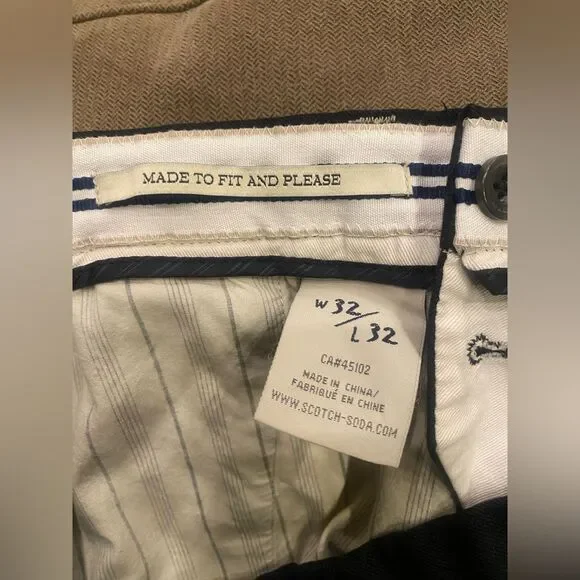 MADE TO FIT AND PLEASE
W 32/
L 32
CA#45102
MADE IN CHINA/
FABRIQUÉ EN CHINE
WWW.SCOTCH-SODA.COM